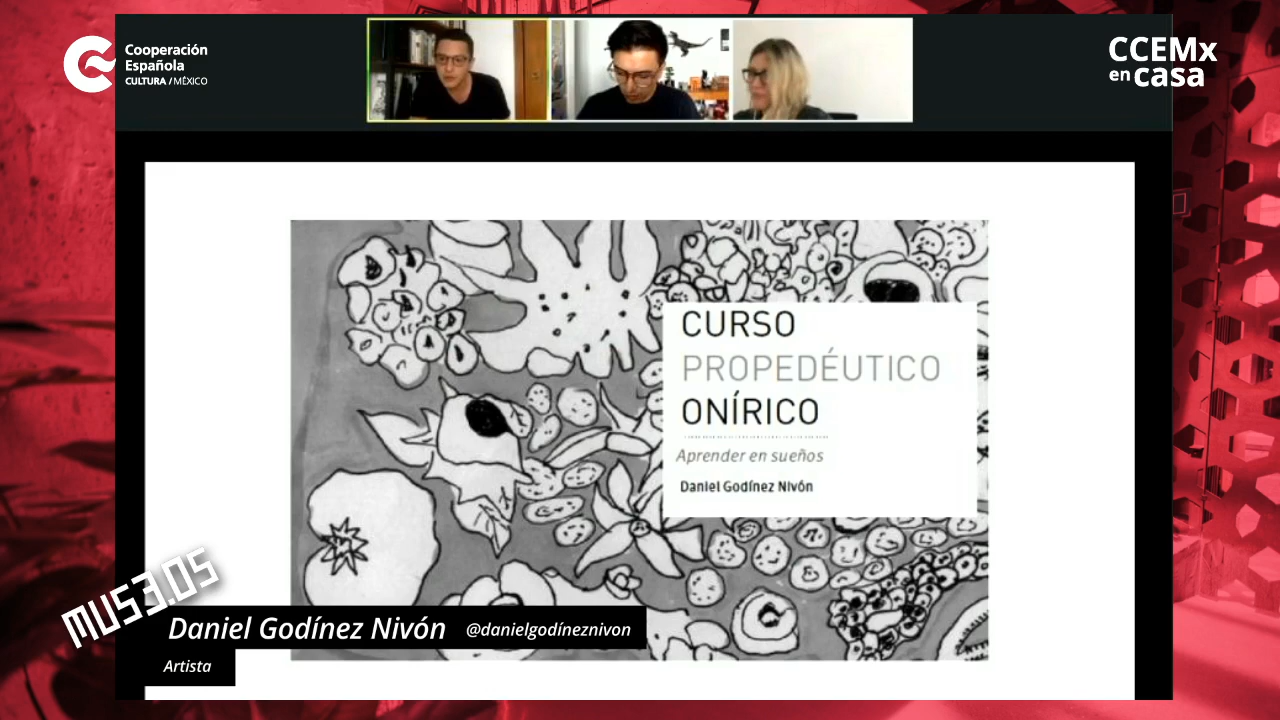 Cooperación
Española
CULTURA / MÉXICO
CCEMx
en casa
CURSO
PROPEDÉUTICO
ONÍRICO
Aprender en sueños
Daniel Godínez Nivón
MUS3.OS
Daniel Godínez Nivón @danielgodíneznivon
Artista